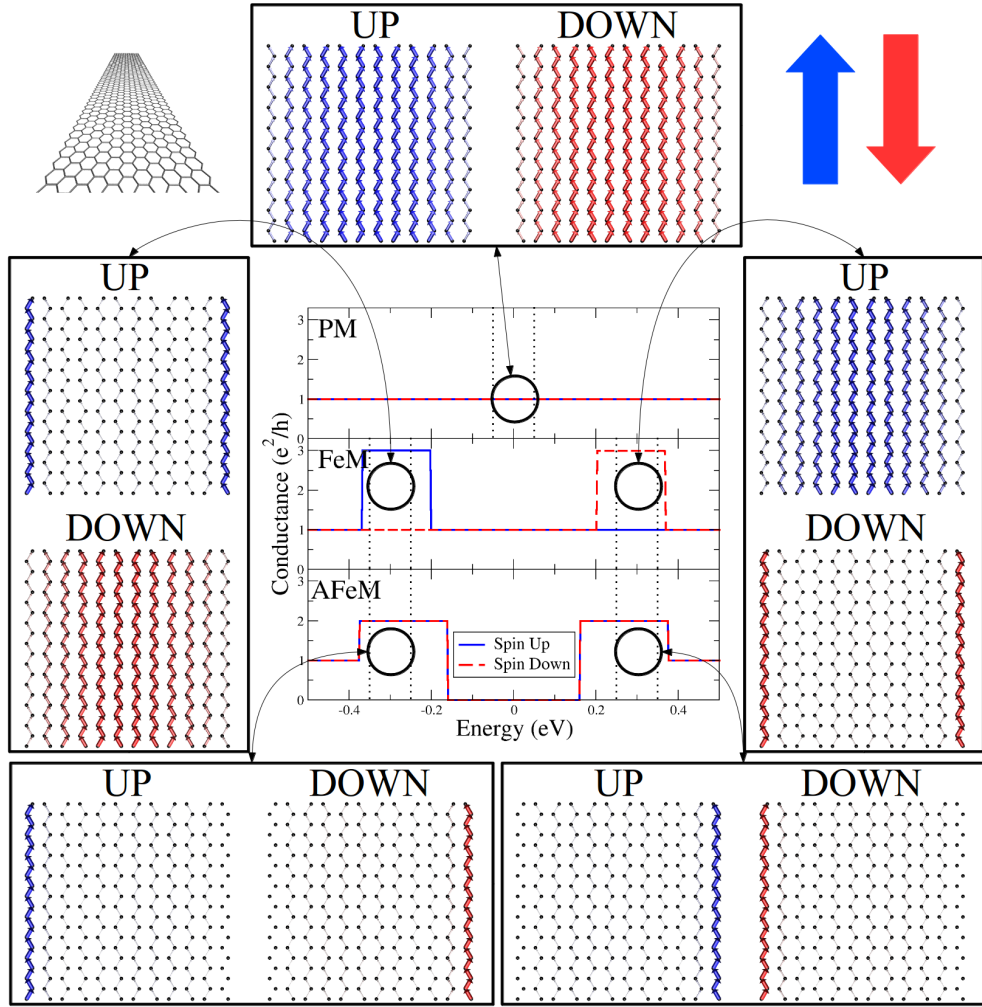 UP DOWN
UP
DOWN
UP
DOWN
PM
3
2
1
0
FeM
3
2
1
0
AFeM
3
2
1
0
Conductance (e²/h)
Spin Up
Spin Down
-0.4 -0.2 0 0.2 0.4
Energy (eV)
UP DOWN
UP DOWN